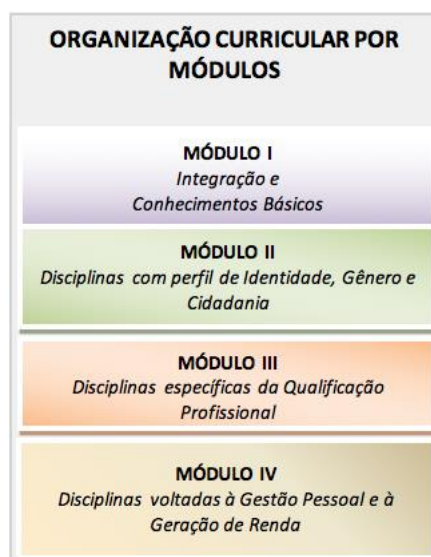 ORGANIZAÇÃO CURRICULAR POR
MÓDULOS
MÓDULO I
Integração e
Conhecimentos Básicos
MÓDULO II
Disciplinas com perfil de Identidade, Gênero e
Cidadania
MÓDULO III
Disciplinas específicas da Qualificação
Profissional
MÓDULO IV
Disciplinas voltadas à Gestão Pessoal e à
Geração de Renda